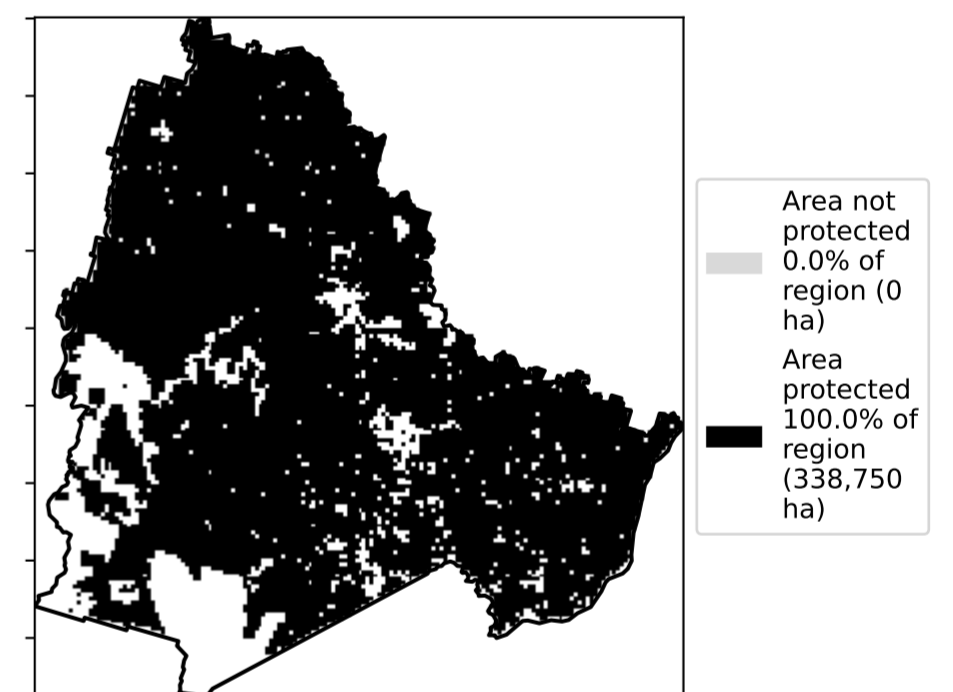 Area not
protected
0.0% of
region (0
ha)
Area
protected
100.0% of
region
(338,750
ha)